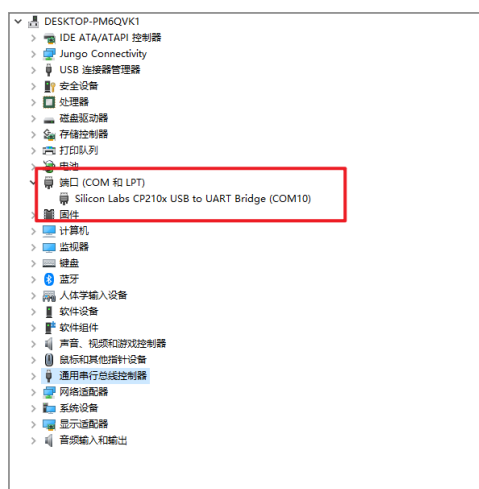 DESKTOP-PM6QVK1
IDE ATA/ATAPI 控制器
Jungo Connectivity
USB 连接器管理器
安全设备
处理器
磁盘驱动器
存储控制器
打印队列
电池
端口 (COM 和 LPT)
Silicon Labs CP210x USB to UART Bridge (COM10)
固件
计算机
监视器
键盘
蓝牙
人体学输入设备
软件设备
软件组件
声音、视频和游戏控制器
鼠标和其他指针设备
通用串行总线控制器
网络适配器
系统设备
显示适配器
音频输入和输出